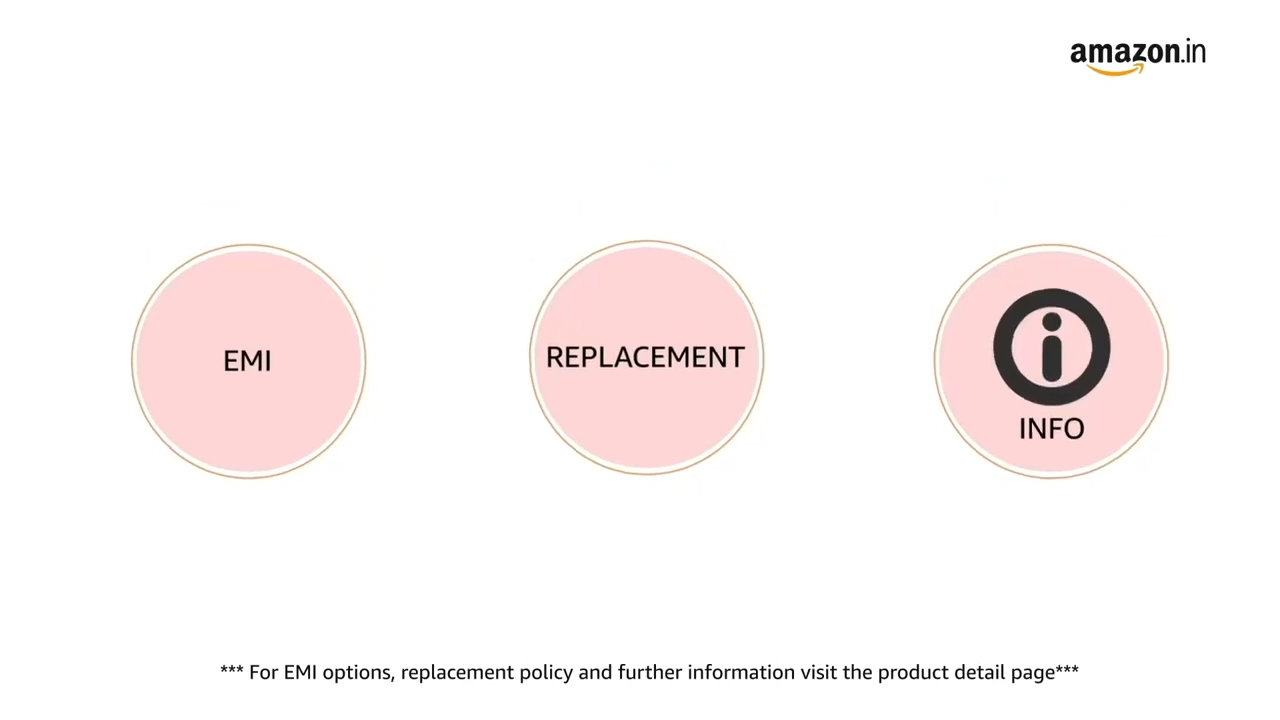 amazon.in
EMI
REPLACEMENT
INFO
*** For EMI options, replacement policy and further information visit the product detail page***